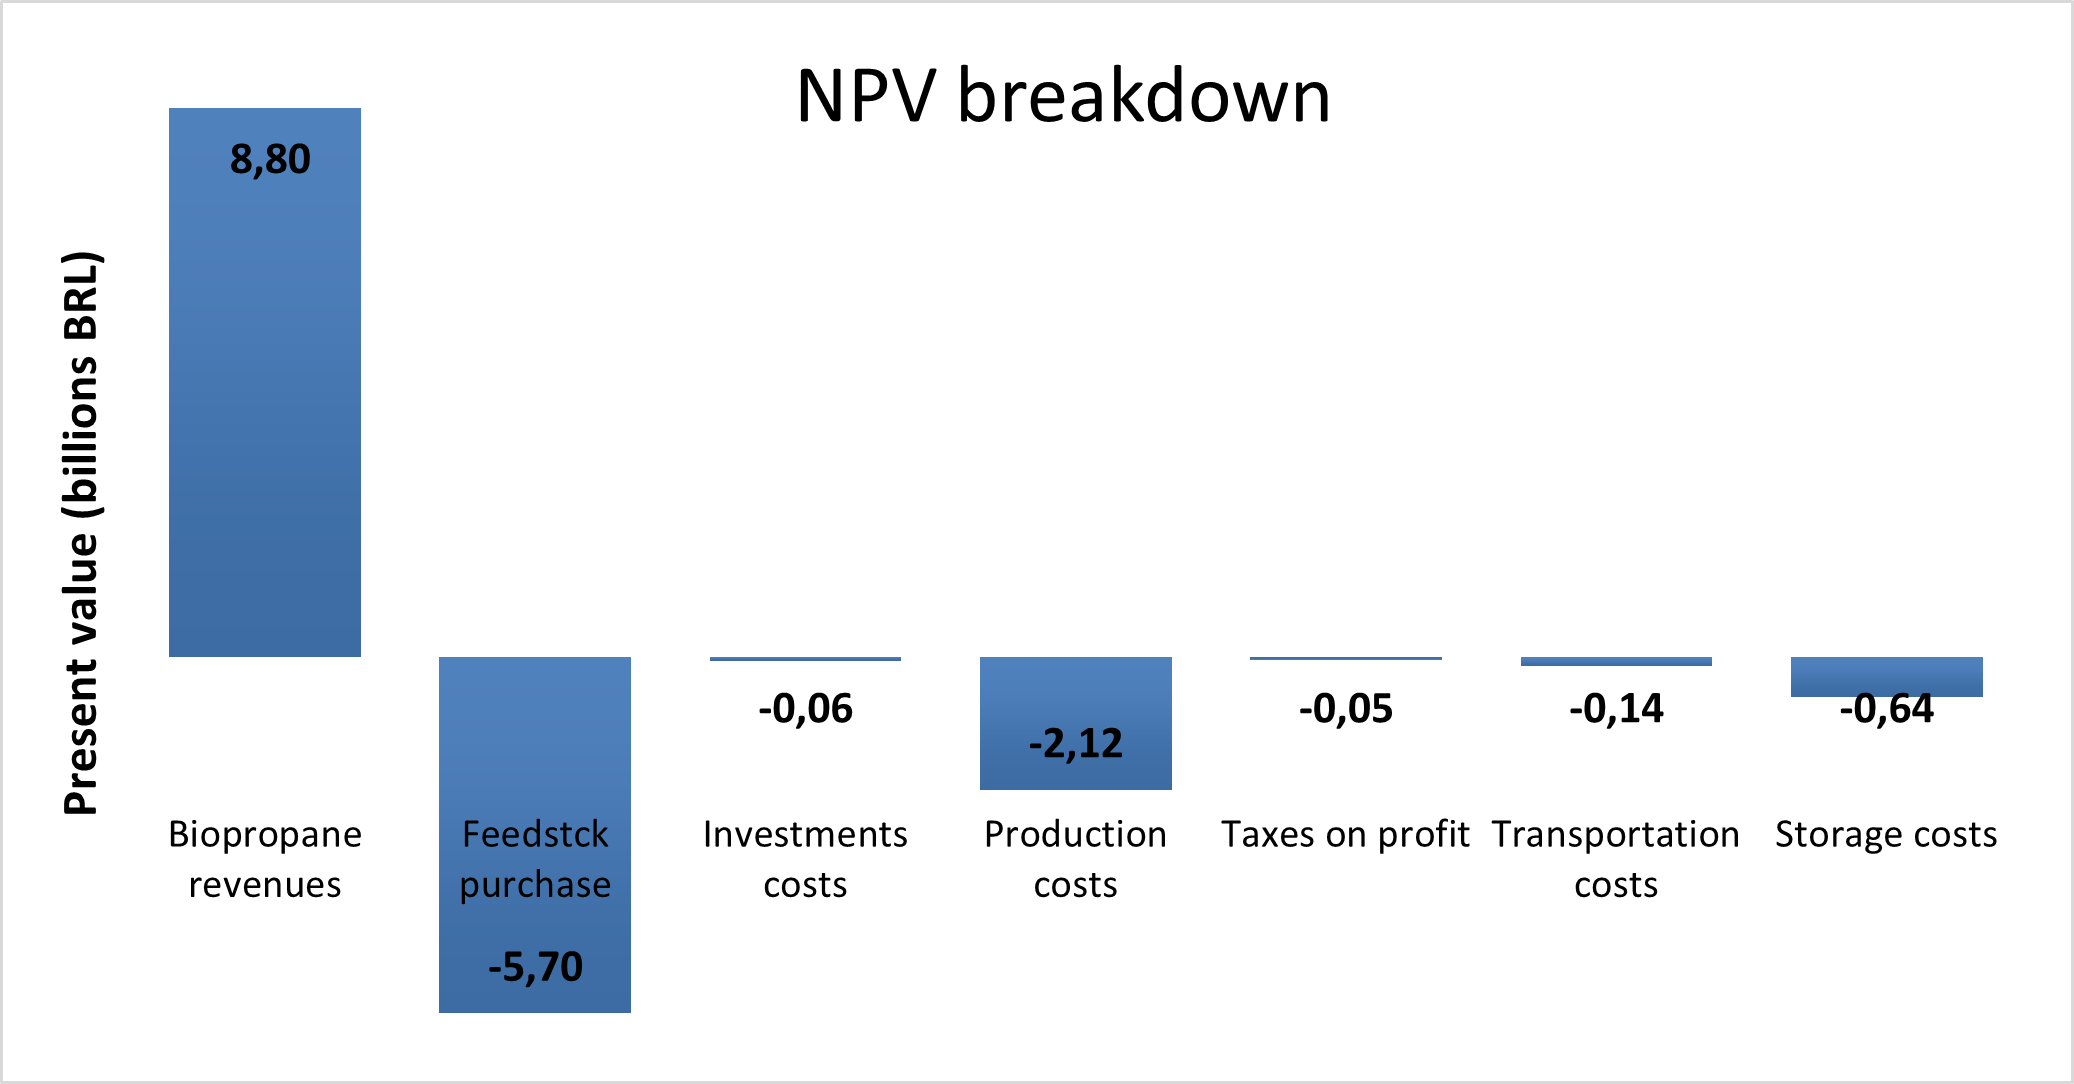 NPV breakdown
Present value (billions BRL)
8,80
-5,70
-0,06
-2,12
-0,05
-0,14
-0,64
Biopropane
revenues
Feedstck
purchase
Investments
costs
Production
costs
Taxes on profit
Transportation
costs
Storage costs